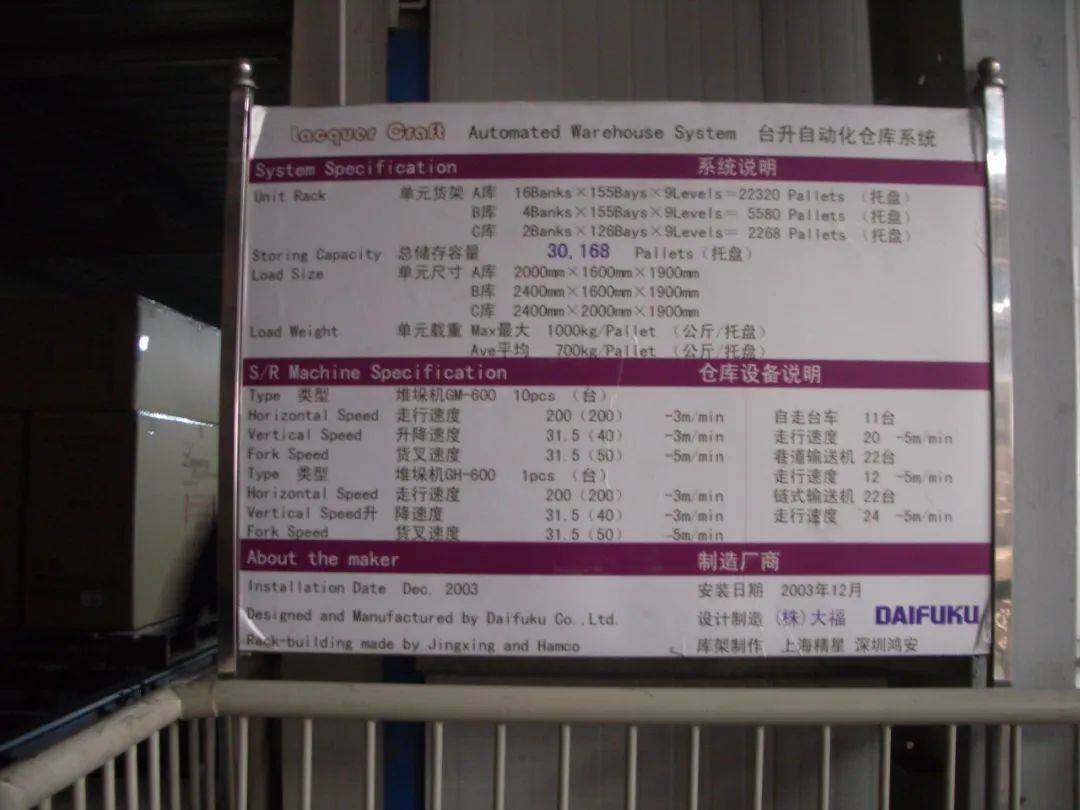 Lacquer Craft Automated Warehouse System 台升自动化仓库系统
System Specification 系统说明
Unit Rack 单元货架 A库 16Banks×155Bays×9Levels=22320 Pallets (托盘)
B库 4Banks×155Bays×9Levels= 5580 Pallets (托盘)
C库 2Banks×126Bays×9Levels= 2268 Pallets (托盘)
Storing Capacity 总储存容量 30,168 Pallets (托盘)
Load Size 单元尺寸 A库 2000mm×1600mm×1900mm
B库 2400mm×1600mm×1900mm
C库 2400mm×2000mm×1900mm
Load Weight 单元载重 Max最大 1000kg/Pallet (公斤/托盘)
Ave平均 700kg/Pallet (公斤/托盘)
S/R Machine Specification 仓库设备说明
Type 类型 堆垛机GM-600 10pcs (台)
Horizontal Speed 走行速度 200(200) -3m/min 自走台车 11台
Vertical Speed 升降速度 31.5(40) -3m/min 走行速度 20 -5m/min
Fork Speed 货叉速度 31.5(50) -5m/min 巷道输送机 22台
Type 类型 堆垛机GH-600 1pcs (台) 走行速度 12 -5m/min
Horizontal Speed 走行速度 200(200) -3m/min 链式输送机 22台
Vertical Speed升 降速度 31.5(40) -3m/min 走行速度 24 -5m/min
Fork Speed 货叉速度 31.5(50) -5m/min
About the maker 制造厂商
Installation Date Dec. 2003 安装日期 2003年12月
Designed and Manufactured by Daifuku Co.,Ltd. 设计制造 (株)大福 DAIFUKU
Rack-building made by Jingxing and Hamco 库架制作 上海精星 深圳鸿安